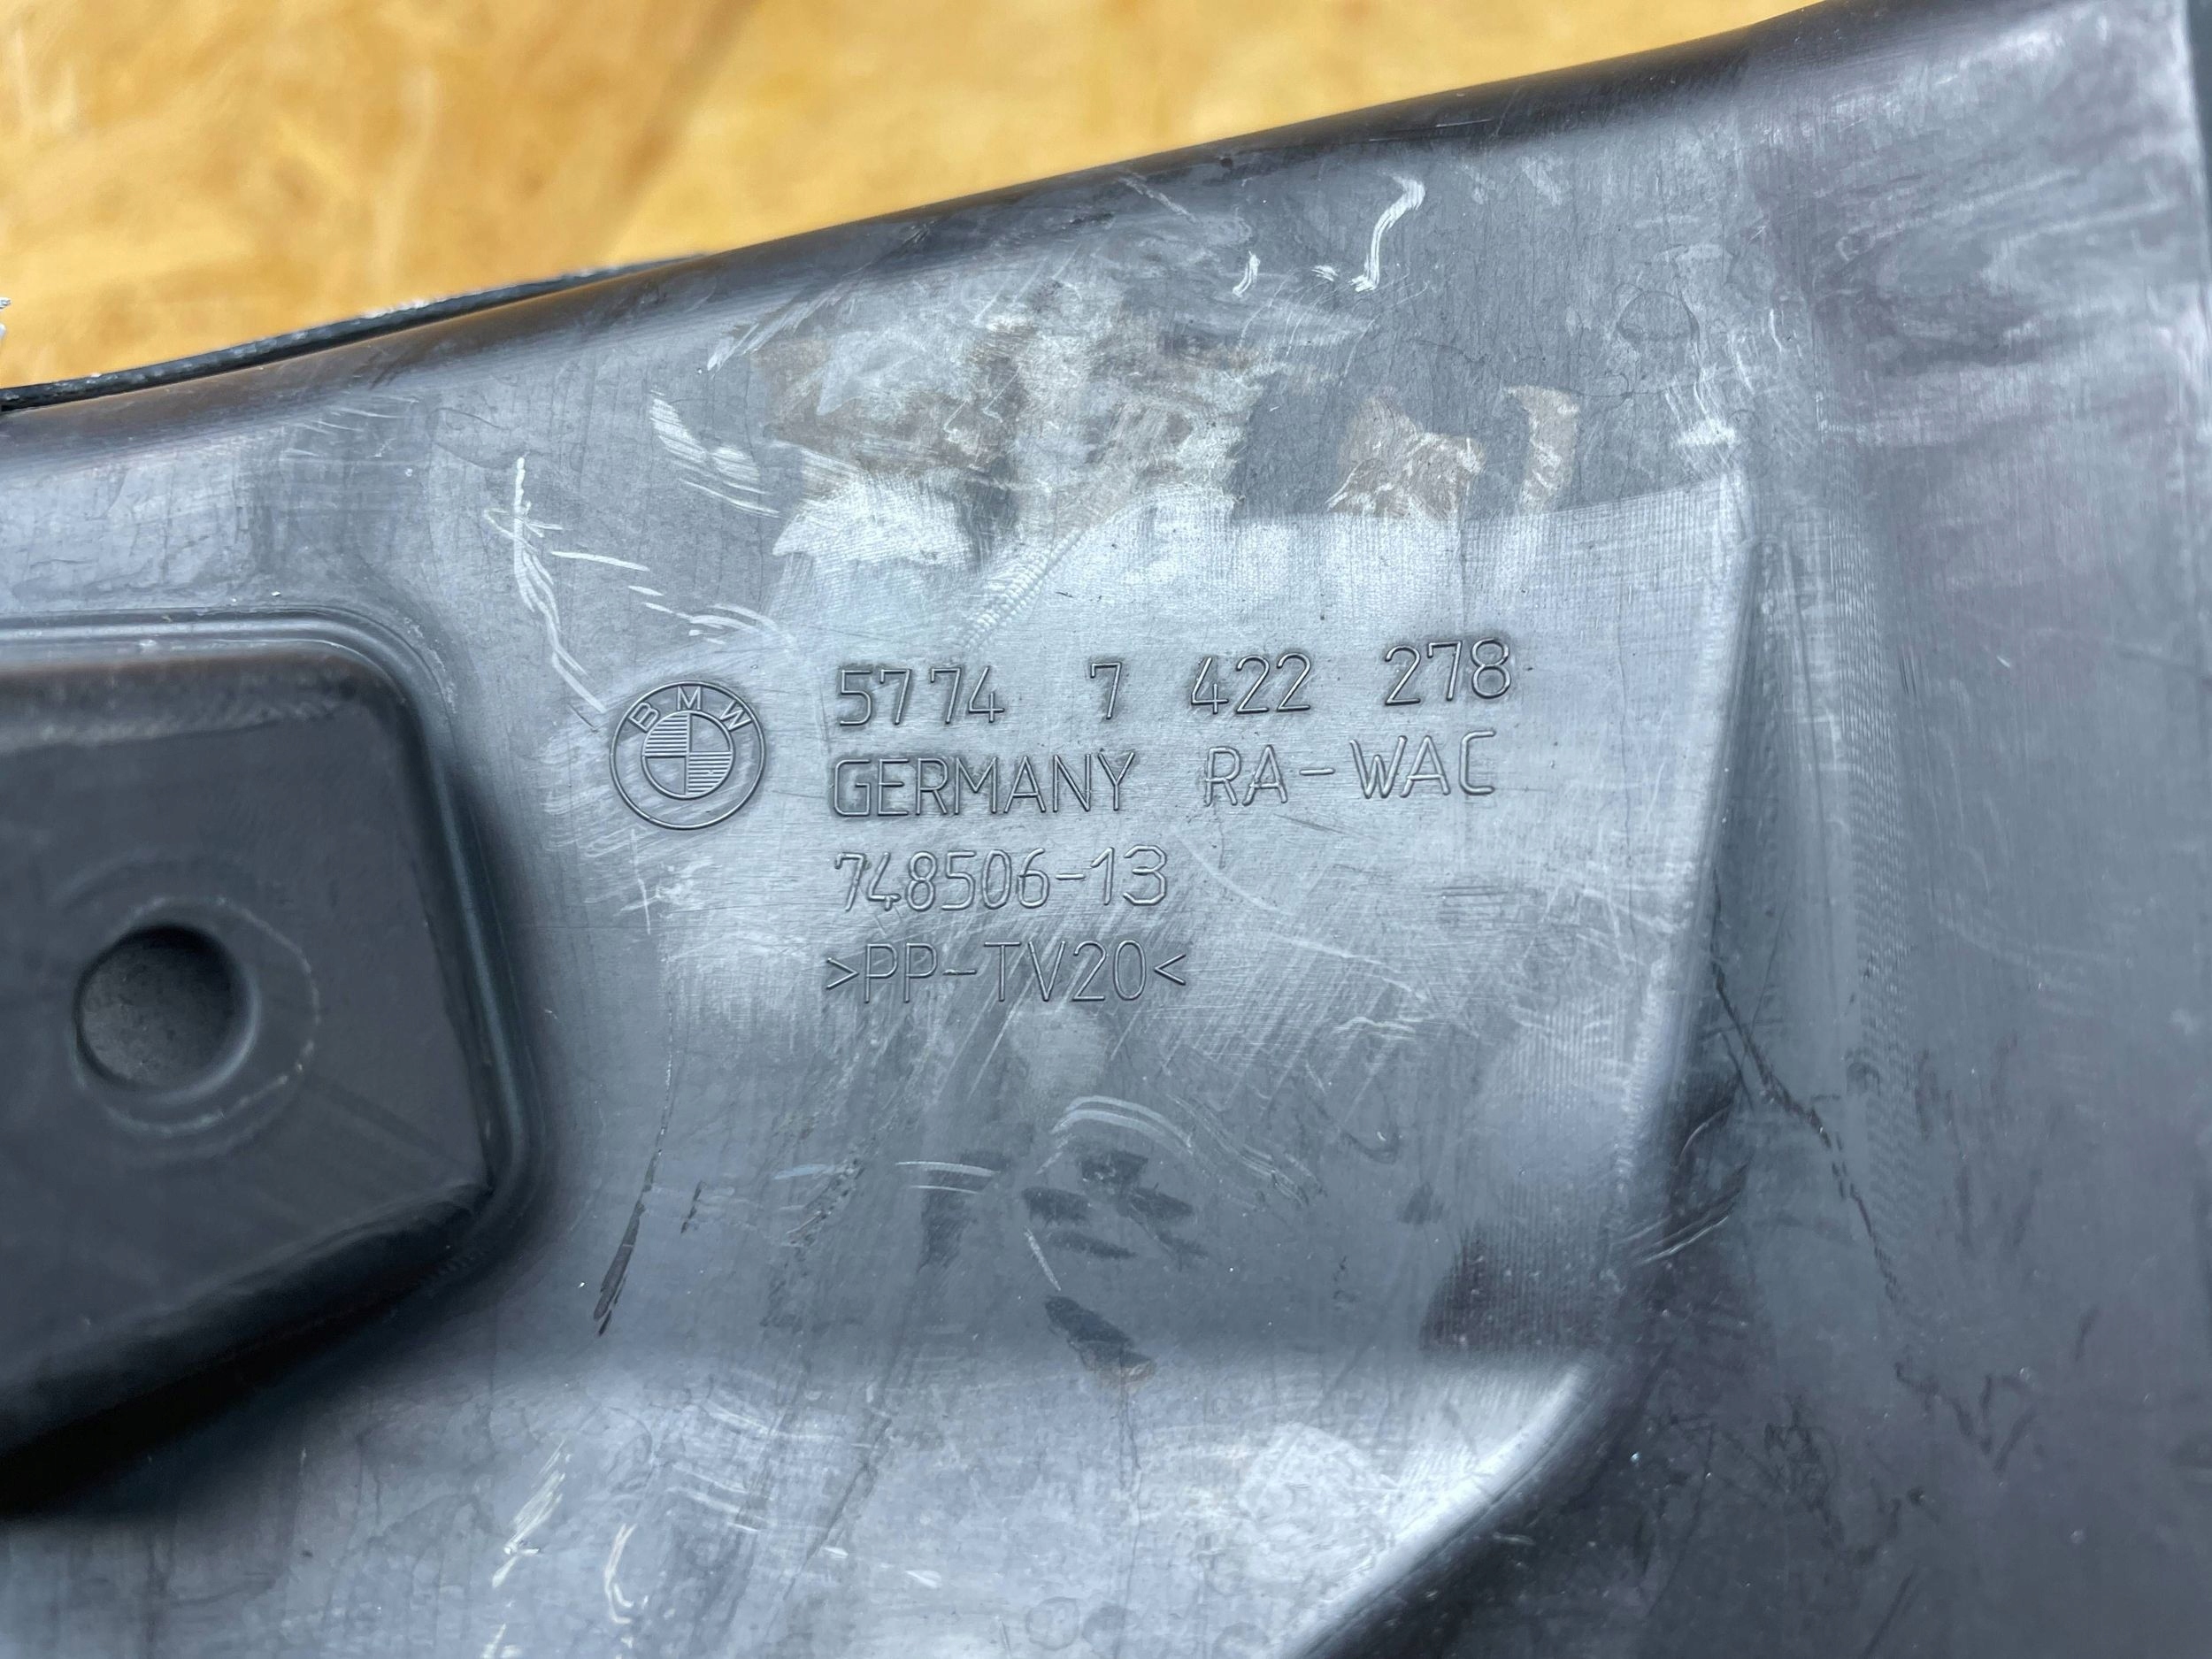 BMW
5774 7 422 278
GERMANY RA-WAC
748506-13
>PP-TV20<